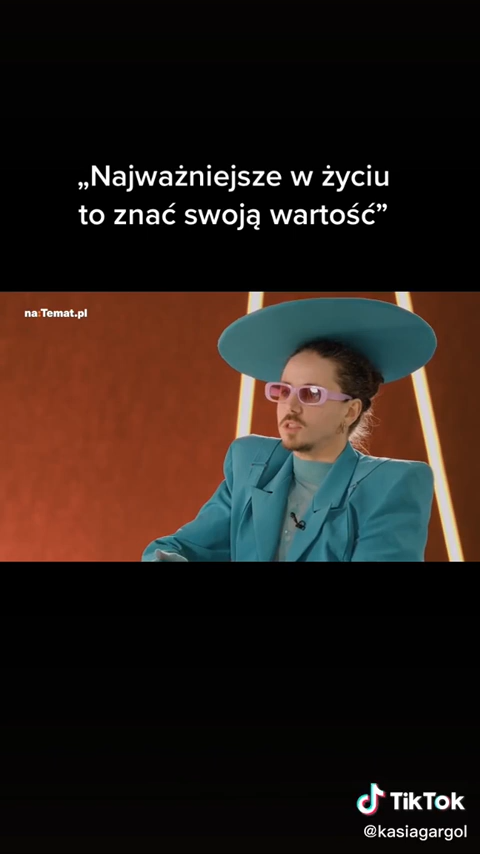 „Najważniejsze w życiu
to znać swoją wartość”
na:Temat.pl
TikTok
@kasiagargol